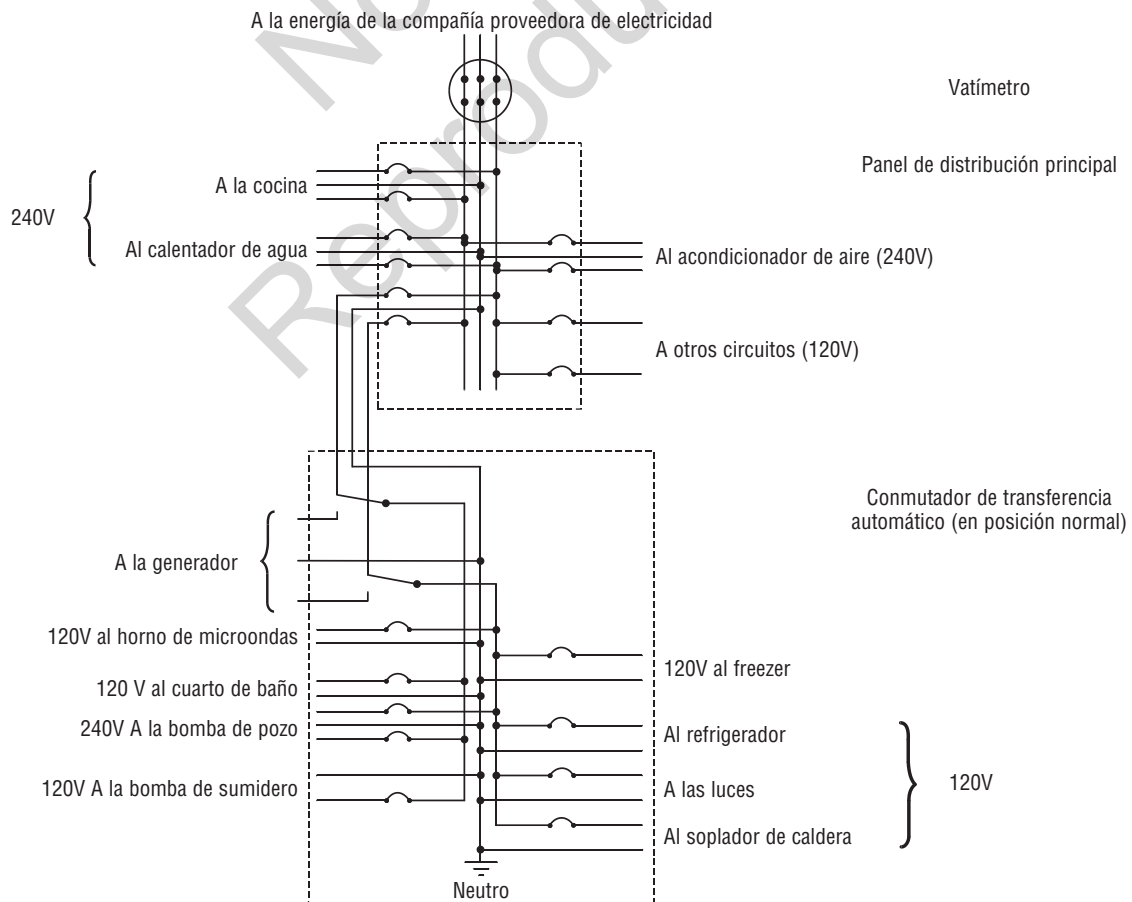 A la energía de la compañía proveedora de electricidad
Vatímetro
Panel de distribución principal
A la cocina
240V
Al calentador de agua
Al acondicionador de aire (240V)
A otros circuitos (120V)
Conmutador de transferencia
automático (en posición normal)
A la generador
120V al horno de microondas
120V al freezer
120 V al cuarto de baño
240V A la bomba de pozo
Al refrigerador
120V A la bomba de sumidero
A las luces
120V
Al soplador de caldera
Neutro